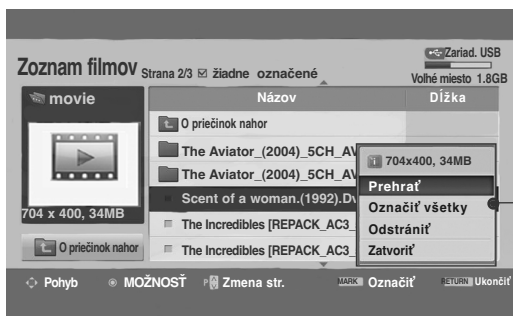 Zoznam filmov
Strana 2/3 ☑ žiadne označené
Zariad. USB
Voľné miesto 1.8GB
movie
Názov
Dĺžka
O priečinok nahor
The Aviator_(2004)_5CH_AV
The Aviator_(2004)_5CH_AV
Scent of a woman.(1992).Dv
The Incredibles [REPACK_AC3_
The Incredibles [REPACK_AC3_
704 x 400, 34MB
O priečinok nahor
704x400, 34MB
Prehrať
Označiť všetky
Odstrániť
Zatvoriť
Pohyb
MOŽNOSŤ
P Zmena str.
MARK Označiť
RETURN Ukončiť